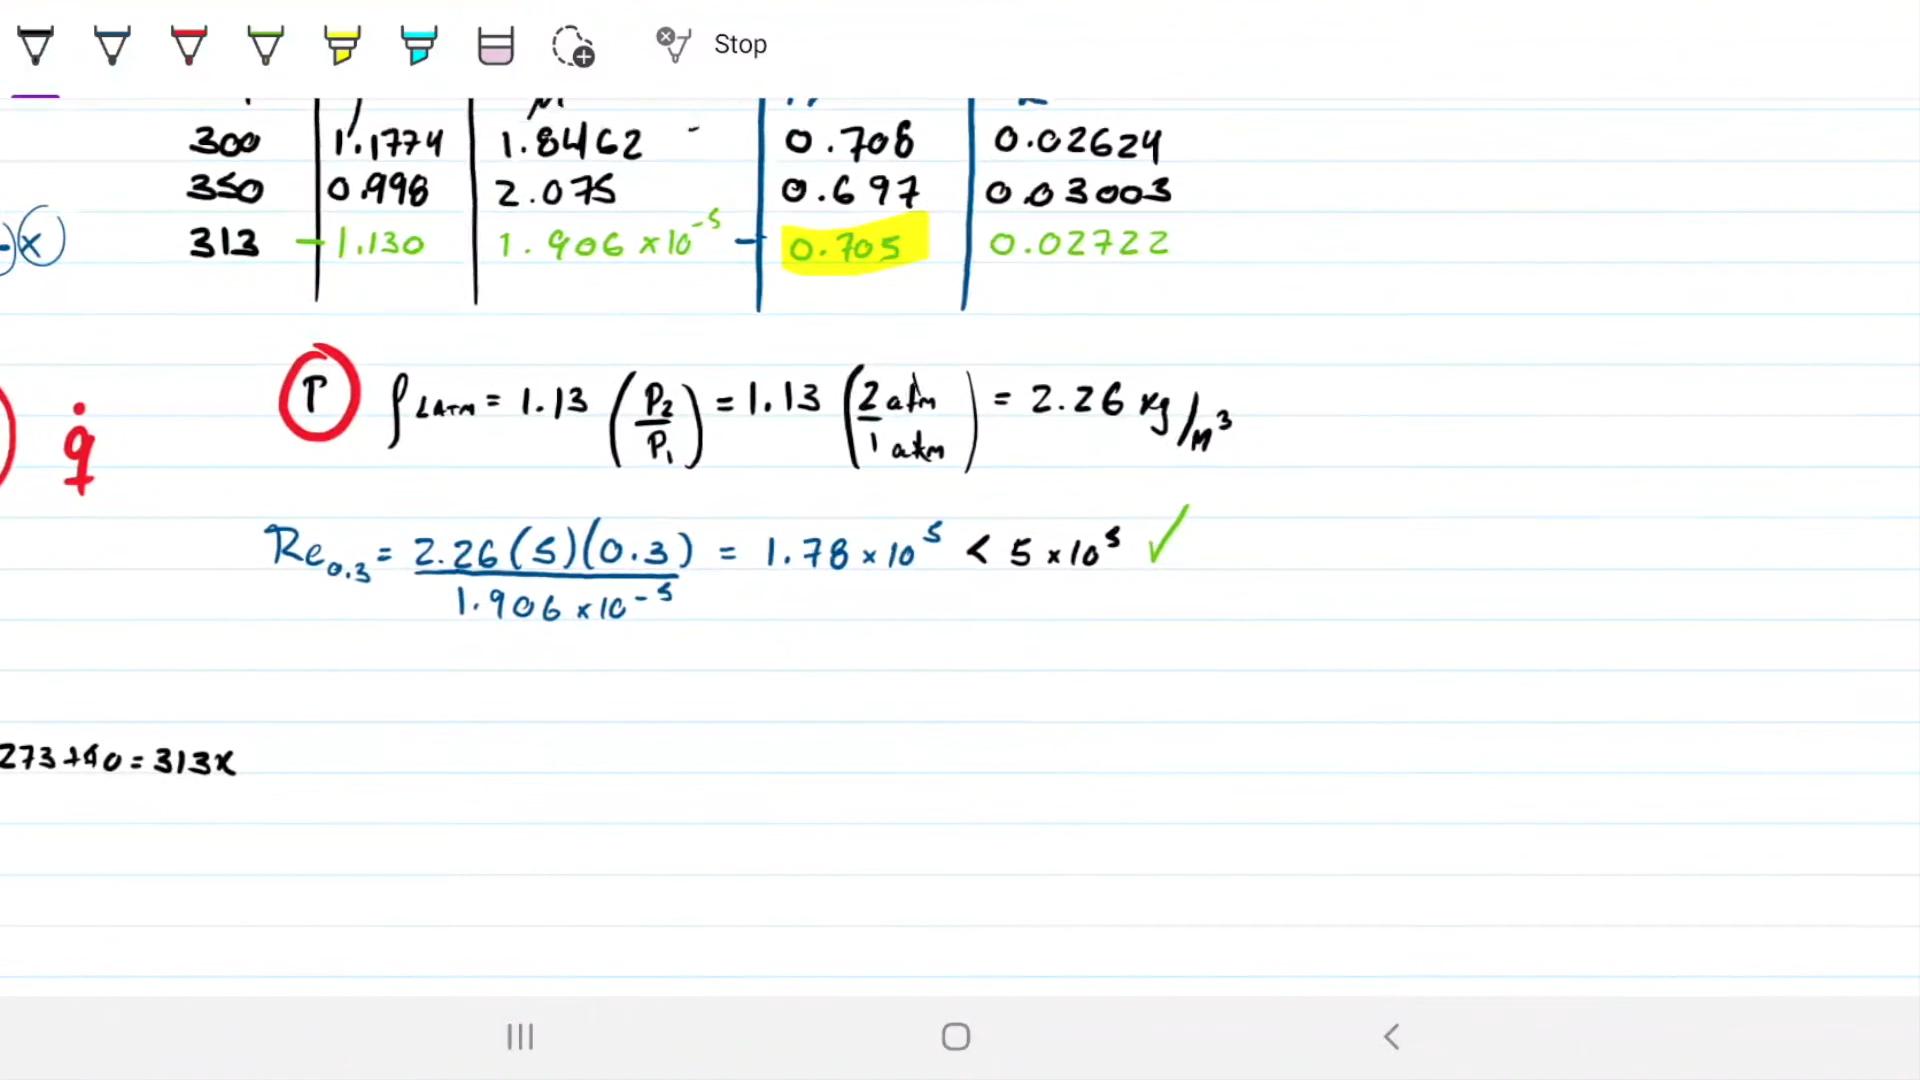 Stop
300 1.1774 1.8462 - 0.708 0.02624
350 0.998 2.075 0.697 0.03003
x 313 - 1.130 1.906 x10^-5 - 0.705 0.02722
P ρ 2ATM = 1.13 (P2/P1) = 1.13 (2 atm/1 atm) = 2.26 kg/m^3
q̇
Re0.3 = 2.26(5)(0.3)/1.906 x10^-5 = 1.78 x 10^5 < 5 x10^5 ✓
273+40=313K